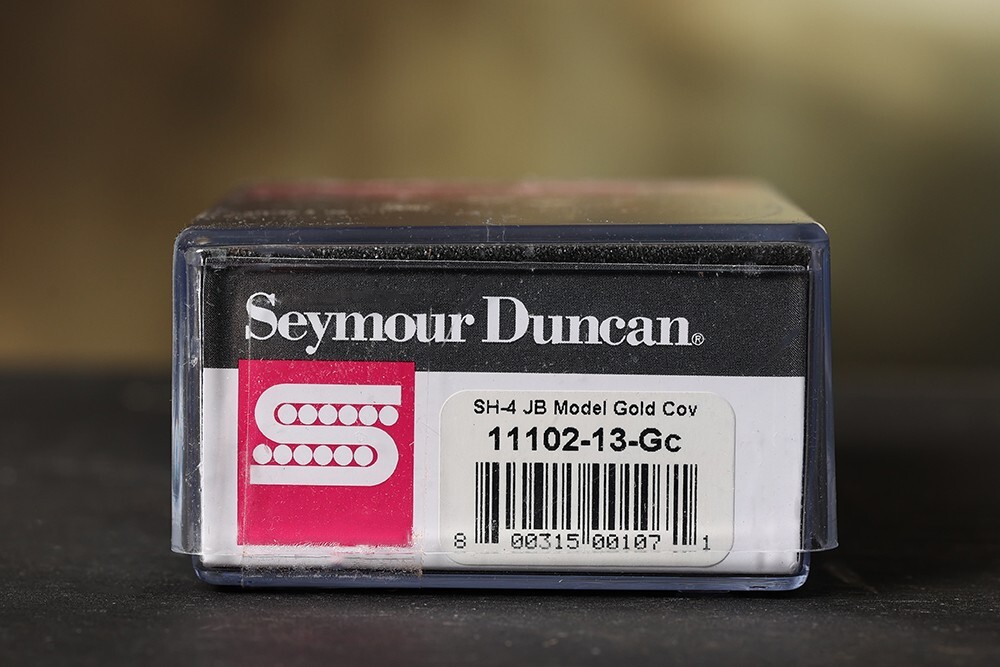 Seymour Duncan®
SH-4 JB Model Gold Cov
11102-13-Gc
8 00315 00107 1